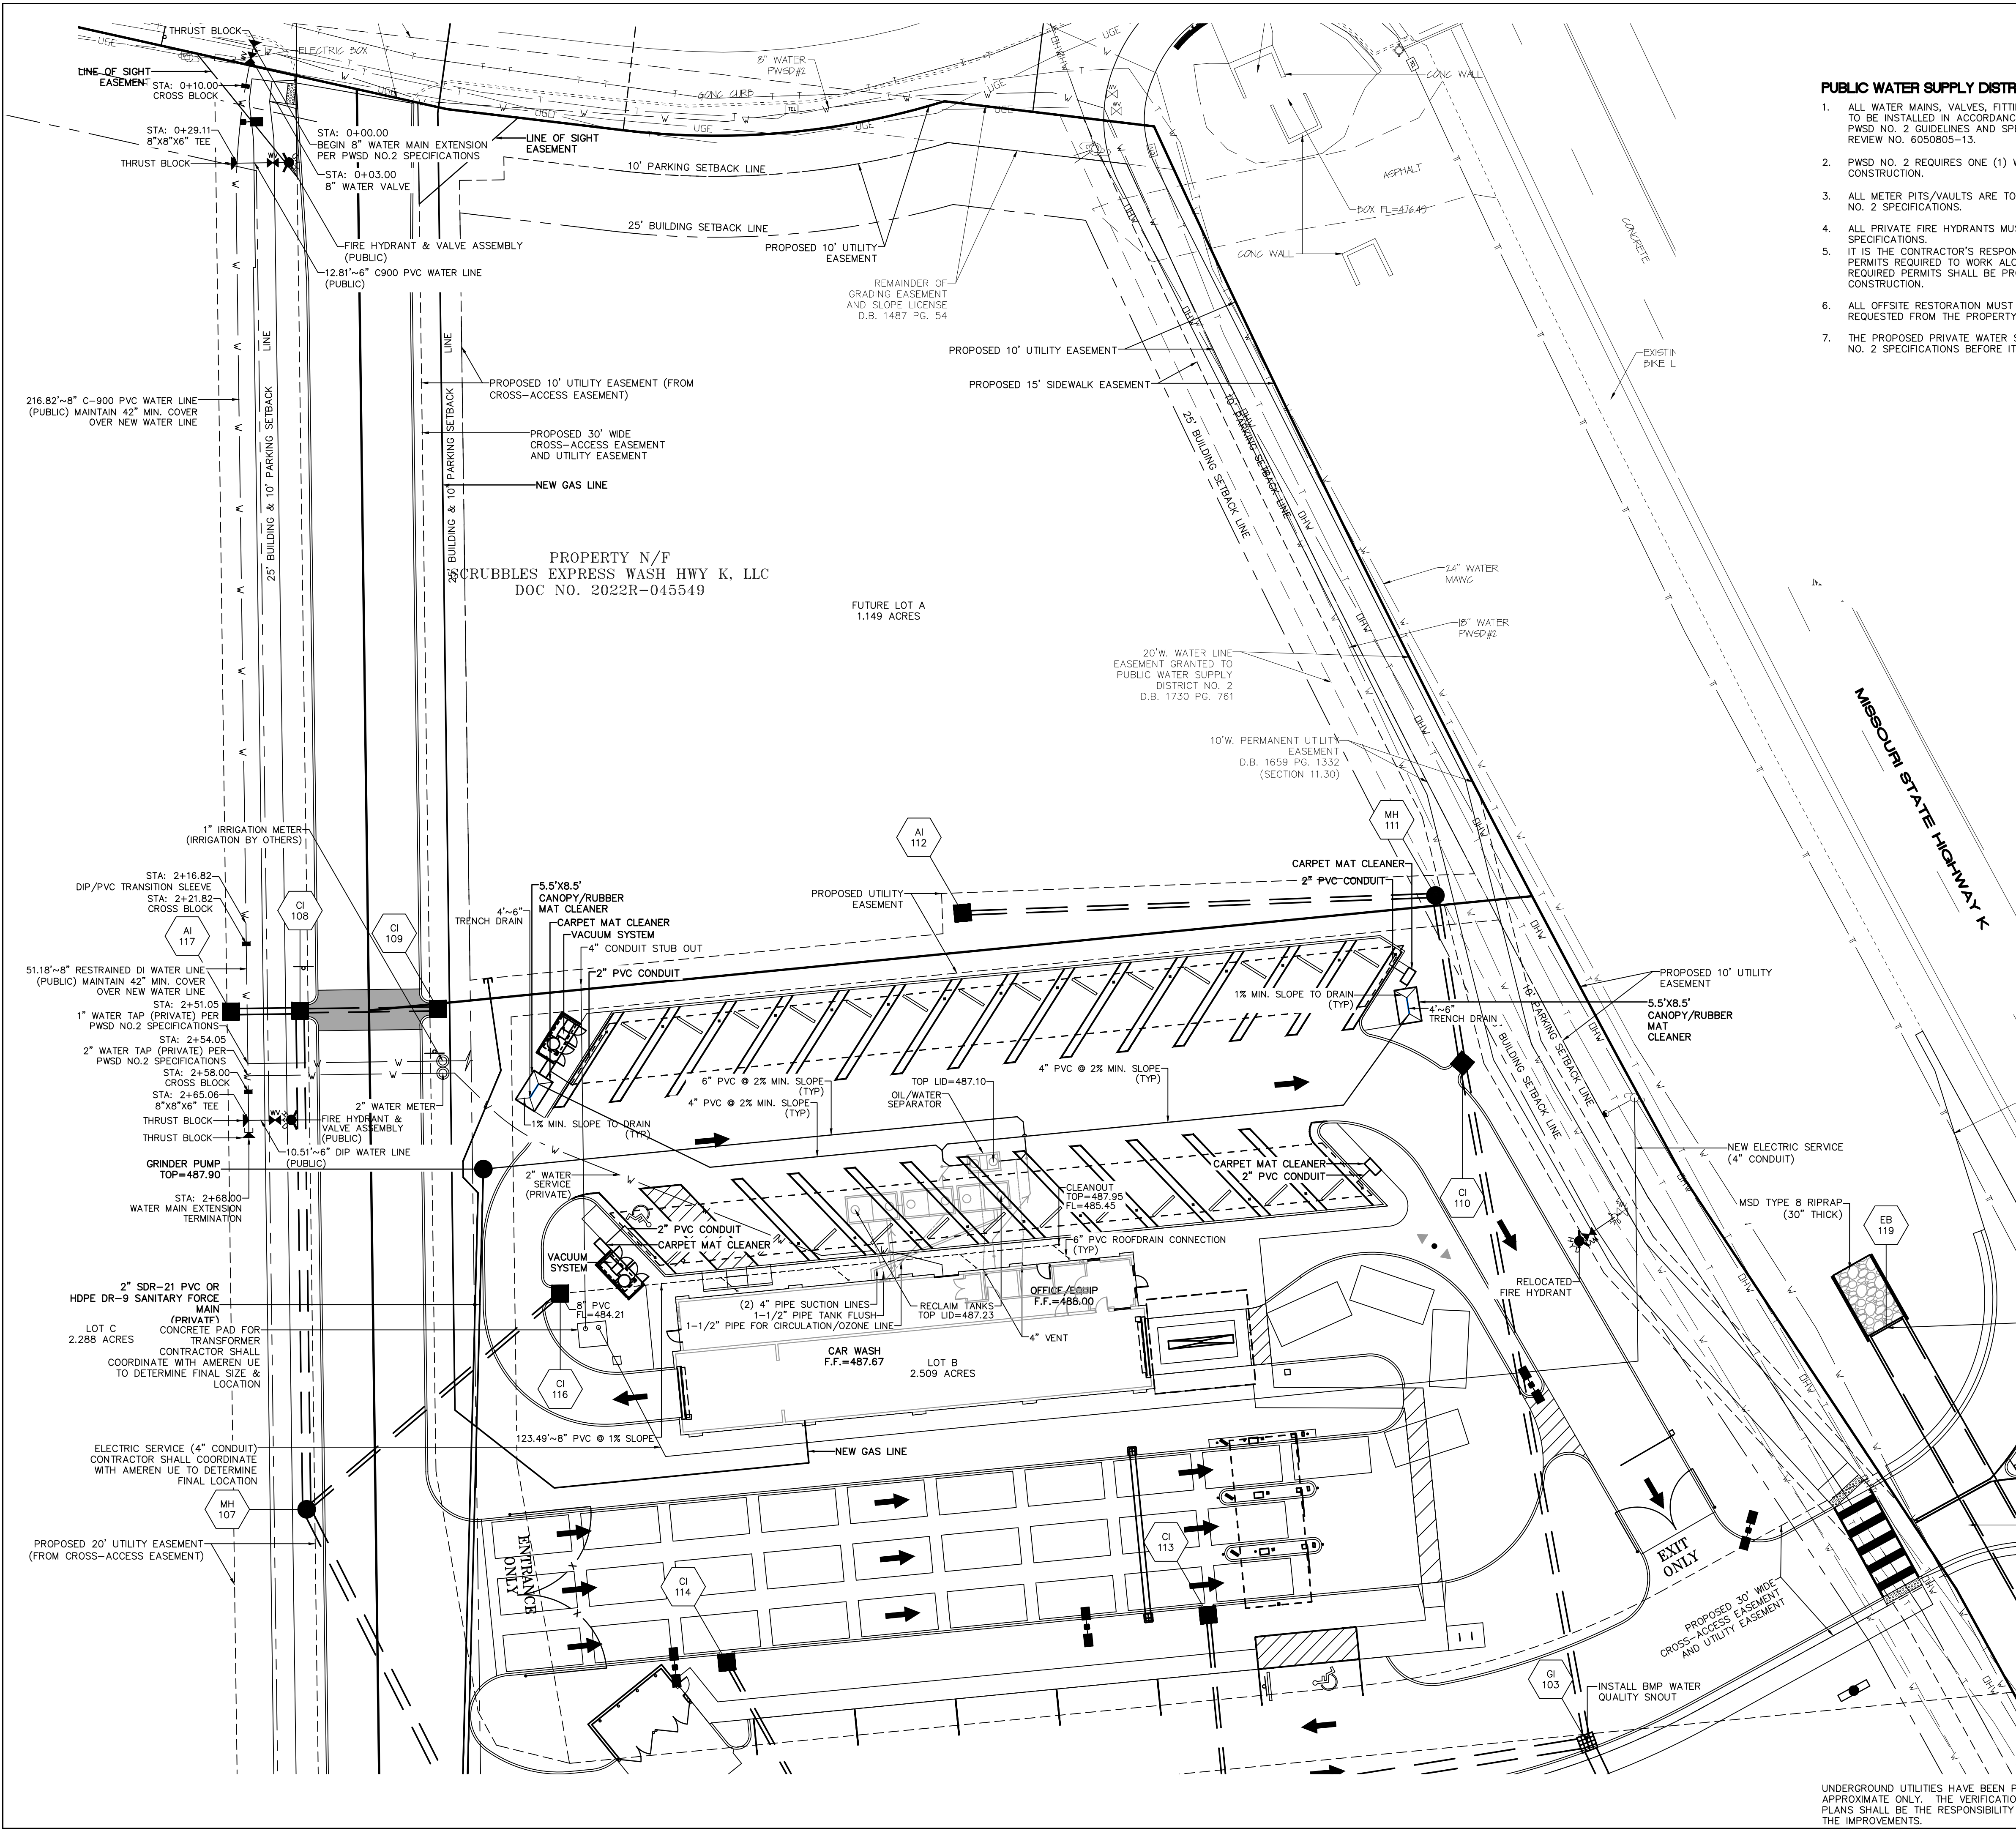 THRUST BLOCK
UGE
ELECTRIC BOX
LINE OF SIGHT
EASEMENT
STA: 0+10.00
CROSS BLOCK
STA: 0+29.11
8"X8"X6" TEE
THRUST BLOCK
STA: 0+00.00
BEGIN 8" WATER MAIN EXTENSION
PER PWSD NO.2 SPECIFICATIONS
STA: 0+03.00
8" WATER VALVE
LINE OF SIGHT
EASEMENT
FIRE HYDRANT & VALVE ASSEMBLY
(PUBLIC)
12.81'~6" C900 PVC WATER LINE
(PUBLIC)
8" WATER
PWSD#2
CONC CURB
UGE
UGE
UGE
UGE
10' PARKING SETBACK LINE
25' BUILDING SETBACK LINE
PROPOSED 10' UTILITY
EASEMENT
REMAINDER OF
GRADING EASEMENT
AND SLOPE LICENSE
D.B. 1487 PG. 54
CONC WALL
ASPHALT
BOX FL=476.49
CONC WALL
CONCRETE
EXISTIN
BIKE L
PUBLIC WATER SUPPLY DISTR
1. ALL WATER MAINS, VALVES, FITTI
TO BE INSTALLED IN ACCORDANC
PWSD NO. 2 GUIDELINES AND SPE
REVIEW NO. 6050805-13.
2. PWSD NO. 2 REQUIRES ONE (1) W
CONSTRUCTION.
3. ALL METER PITS/VAULTS ARE TO
NO. 2 SPECIFICATIONS.
4. ALL PRIVATE FIRE HYDRANTS MUS
SPECIFICATIONS.
5. IT IS THE CONTRACTOR'S RESPON
PERMITS REQUIRED TO WORK ALO
REQUIRED PERMITS SHALL BE PRO
CONSTRUCTION.
6. ALL OFFSITE RESTORATION MUST
REQUESTED FROM THE PROPERTY
7. THE PROPOSED PRIVATE WATER S
NO. 2 SPECIFICATIONS BEFORE IT
PROPOSED 10' UTILITY EASEMENT
PROPOSED 15' SIDEWALK EASEMENT
216.82'~8" C-900 PVC WATER LINE
(PUBLIC) MAINTAIN 42" MIN. COVER
OVER NEW WATER LINE
25' BUILDING & 10' PARKING SETBACK LINE
25' BUILDING & 10' PARKING SETBACK LINE
PROPOSED 10' UTILITY EASEMENT (FROM
CROSS-ACCESS EASEMENT)
PROPOSED 30' WIDE
CROSS-ACCESS EASEMENT
AND UTILITY EASEMENT
NEW GAS LINE
PROPERTY N/F
SCRUBBLES EXPRESS WASH HWY K, LLC
DOC NO. 2022R-045549
FUTURE LOT A
1.149 ACRES
25' BUILDING SETBACK LINE
10' PARKING SETBACK LINE
24" WATER
MAWC
18" WATER
PWSD#2
20'W. WATER LINE
EASEMENT GRANTED TO
PUBLIC WATER SUPPLY
DISTRICT NO. 2
D.B. 1730 PG. 761
10'W. PERMANENT UTILITY
EASEMENT
D.B. 1659 PG. 1332
(SECTION 11.30)
MISSOURI STATE HIGHWAY K
1" IRRIGATION METER
(IRRIGATION BY OTHERS)
STA: 2+16.82
DIP/PVC TRANSITION SLEEVE
STA: 2+21.82
CROSS BLOCK
AI
117
CI
108
CI
109
51.18'~8" RESTRAINED DI WATER LINE
(PUBLIC) MAINTAIN 42" MIN. COVER
OVER NEW WATER LINE
STA: 2+51.05
1" WATER TAP (PRIVATE) PER
PWSD NO.2 SPECIFICATIONS
STA: 2+54.05
2" WATER TAP (PRIVATE) PER
PWSD NO.2 SPECIFICATIONS
STA: 2+58.00
CROSS BLOCK
STA: 2+65.06
8"X8"X6" TEE
THRUST BLOCK
THRUST BLOCK
2" WATER METER
FIRE HYDRANT &
VALVE ASSEMBLY
(PUBLIC)
10.51'~6" DIP WATER LINE
(PUBLIC)
GRINDER PUMP
TOP=487.90
STA: 2+68.00
WATER MAIN EXTENSION
TERMINATION
5.5'X8.5'
CANOPY/RUBBER
MAT CLEANER
4'~6"
TRENCH DRAIN
CARPET MAT CLEANER
VACUUM SYSTEM
4" CONDUIT STUB OUT
2" PVC CONDUIT
AI
112
PROPOSED UTILITY
EASEMENT
MH
111
CARPET MAT CLEANER
2" PVC CONDUIT
1% MIN. SLOPE TO DRAIN
(TYP)
4'~6"
TRENCH DRAIN
PROPOSED 10' UTILITY
EASEMENT
5.5'X8.5'
CANOPY/RUBBER
MAT
CLEANER
10' PARKING SETBACK LINE
BUILDING SETBACK LINE
6" PVC @ 2% MIN. SLOPE
(TYP)
4" PVC @ 2% MIN. SLOPE
(TYP)
TOP LID=487.10
OIL/WATER
SEPARATOR
4" PVC @ 2% MIN. SLOPE
(TYP)
1% MIN. SLOPE TO DRAIN
(TYP)
2" WATER
SERVICE
(PRIVATE)
2" PVC CONDUIT
CARPET MAT CLEANER
VACUUM
SYSTEM
CLEANOUT
TOP=487.95
FL=485.45
CARPET MAT CLEANER
2" PVC CONDUIT
6" PVC ROOFDRAIN CONNECTION
(TYP)
CI
110
NEW ELECTRIC SERVICE
(4" CONDUIT)
MSD TYPE 8 RIPRAP
(30" THICK)
EB
119
RELOCATED
FIRE HYDRANT
2" SDR-21 PVC OR
HDPE DR-9 SANITARY FORCE
MAIN
(PRIVATE)
LOT C
2.288 ACRES
CONCRETE PAD FOR
TRANSFORMER
CONTRACTOR SHALL
COORDINATE WITH AMEREN UE
TO DETERMINE FINAL SIZE &
LOCATION
8" PVC
FL=484.21
(2) 4" PIPE SUCTION LINES
1-1/2" PIPE TANK FLUSH
1-1/2" PIPE FOR CIRCULATION/OZONE LINE
RECLAIM TANKS
TOP LID=487.23
OFFICE/EQUIP
F.F.=488.00
4" VENT
CAR WASH
F.F.=487.67
LOT B
2.509 ACRES
CI
116
123.49'~8" PVC @ 1% SLOPE
NEW GAS LINE
ELECTRIC SERVICE (4" CONDUIT)
CONTRACTOR SHALL COORDINATE
WITH AMEREN UE TO DETERMINE
FINAL LOCATION
MH
107
PROPOSED 20' UTILITY EASEMENT
(FROM CROSS-ACCESS EASEMENT)
ENTRANCE
ONLY
CI
114
CI
113
EXIT
ONLY
PROPOSED 30' WIDE
CROSS-ACCESS EASEMENT
AND UTILITY EASEMENT
GI
103
INSTALL BMP WATER
QUALITY SNOUT
UNDERGROUND UTILITIES HAVE BEEN P
APPROXIMATE ONLY. THE VERIFICATIO
PLANS SHALL BE THE RESPONSIBILITY
THE IMPROVEMENTS.